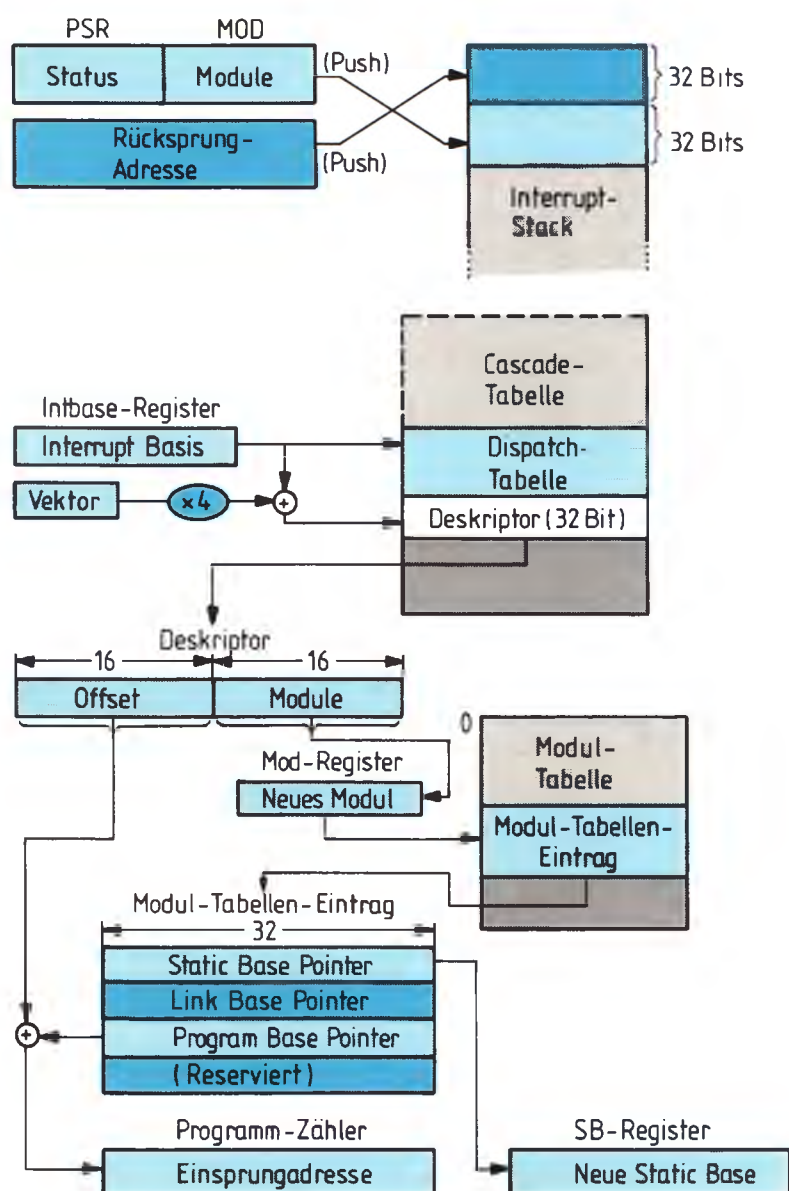 PSR MOD
Status Module (Push)
Rücksprung-
Adresse (Push)
32 Bits
32 Bits
Interrupt-
Stack
Cascade-
Tabelle
Intbase-Register
Interrupt Basis
Dispatch-
Tabelle
Vektor ×4 +
Deskriptor (32 Bit)
Deskriptor
16 16
Offset Module
0
Modul-
Tabelle
Mod-Register
Neues Modul
Modul-Tabellen-
Eintrag
Modul-Tabellen-Eintrag
32
Static Base Pointer
Link Base Pointer
+ Program Base Pointer
(Reserviert)
Programm-Zähler SB-Register
Einsprungadresse Neue Static Base